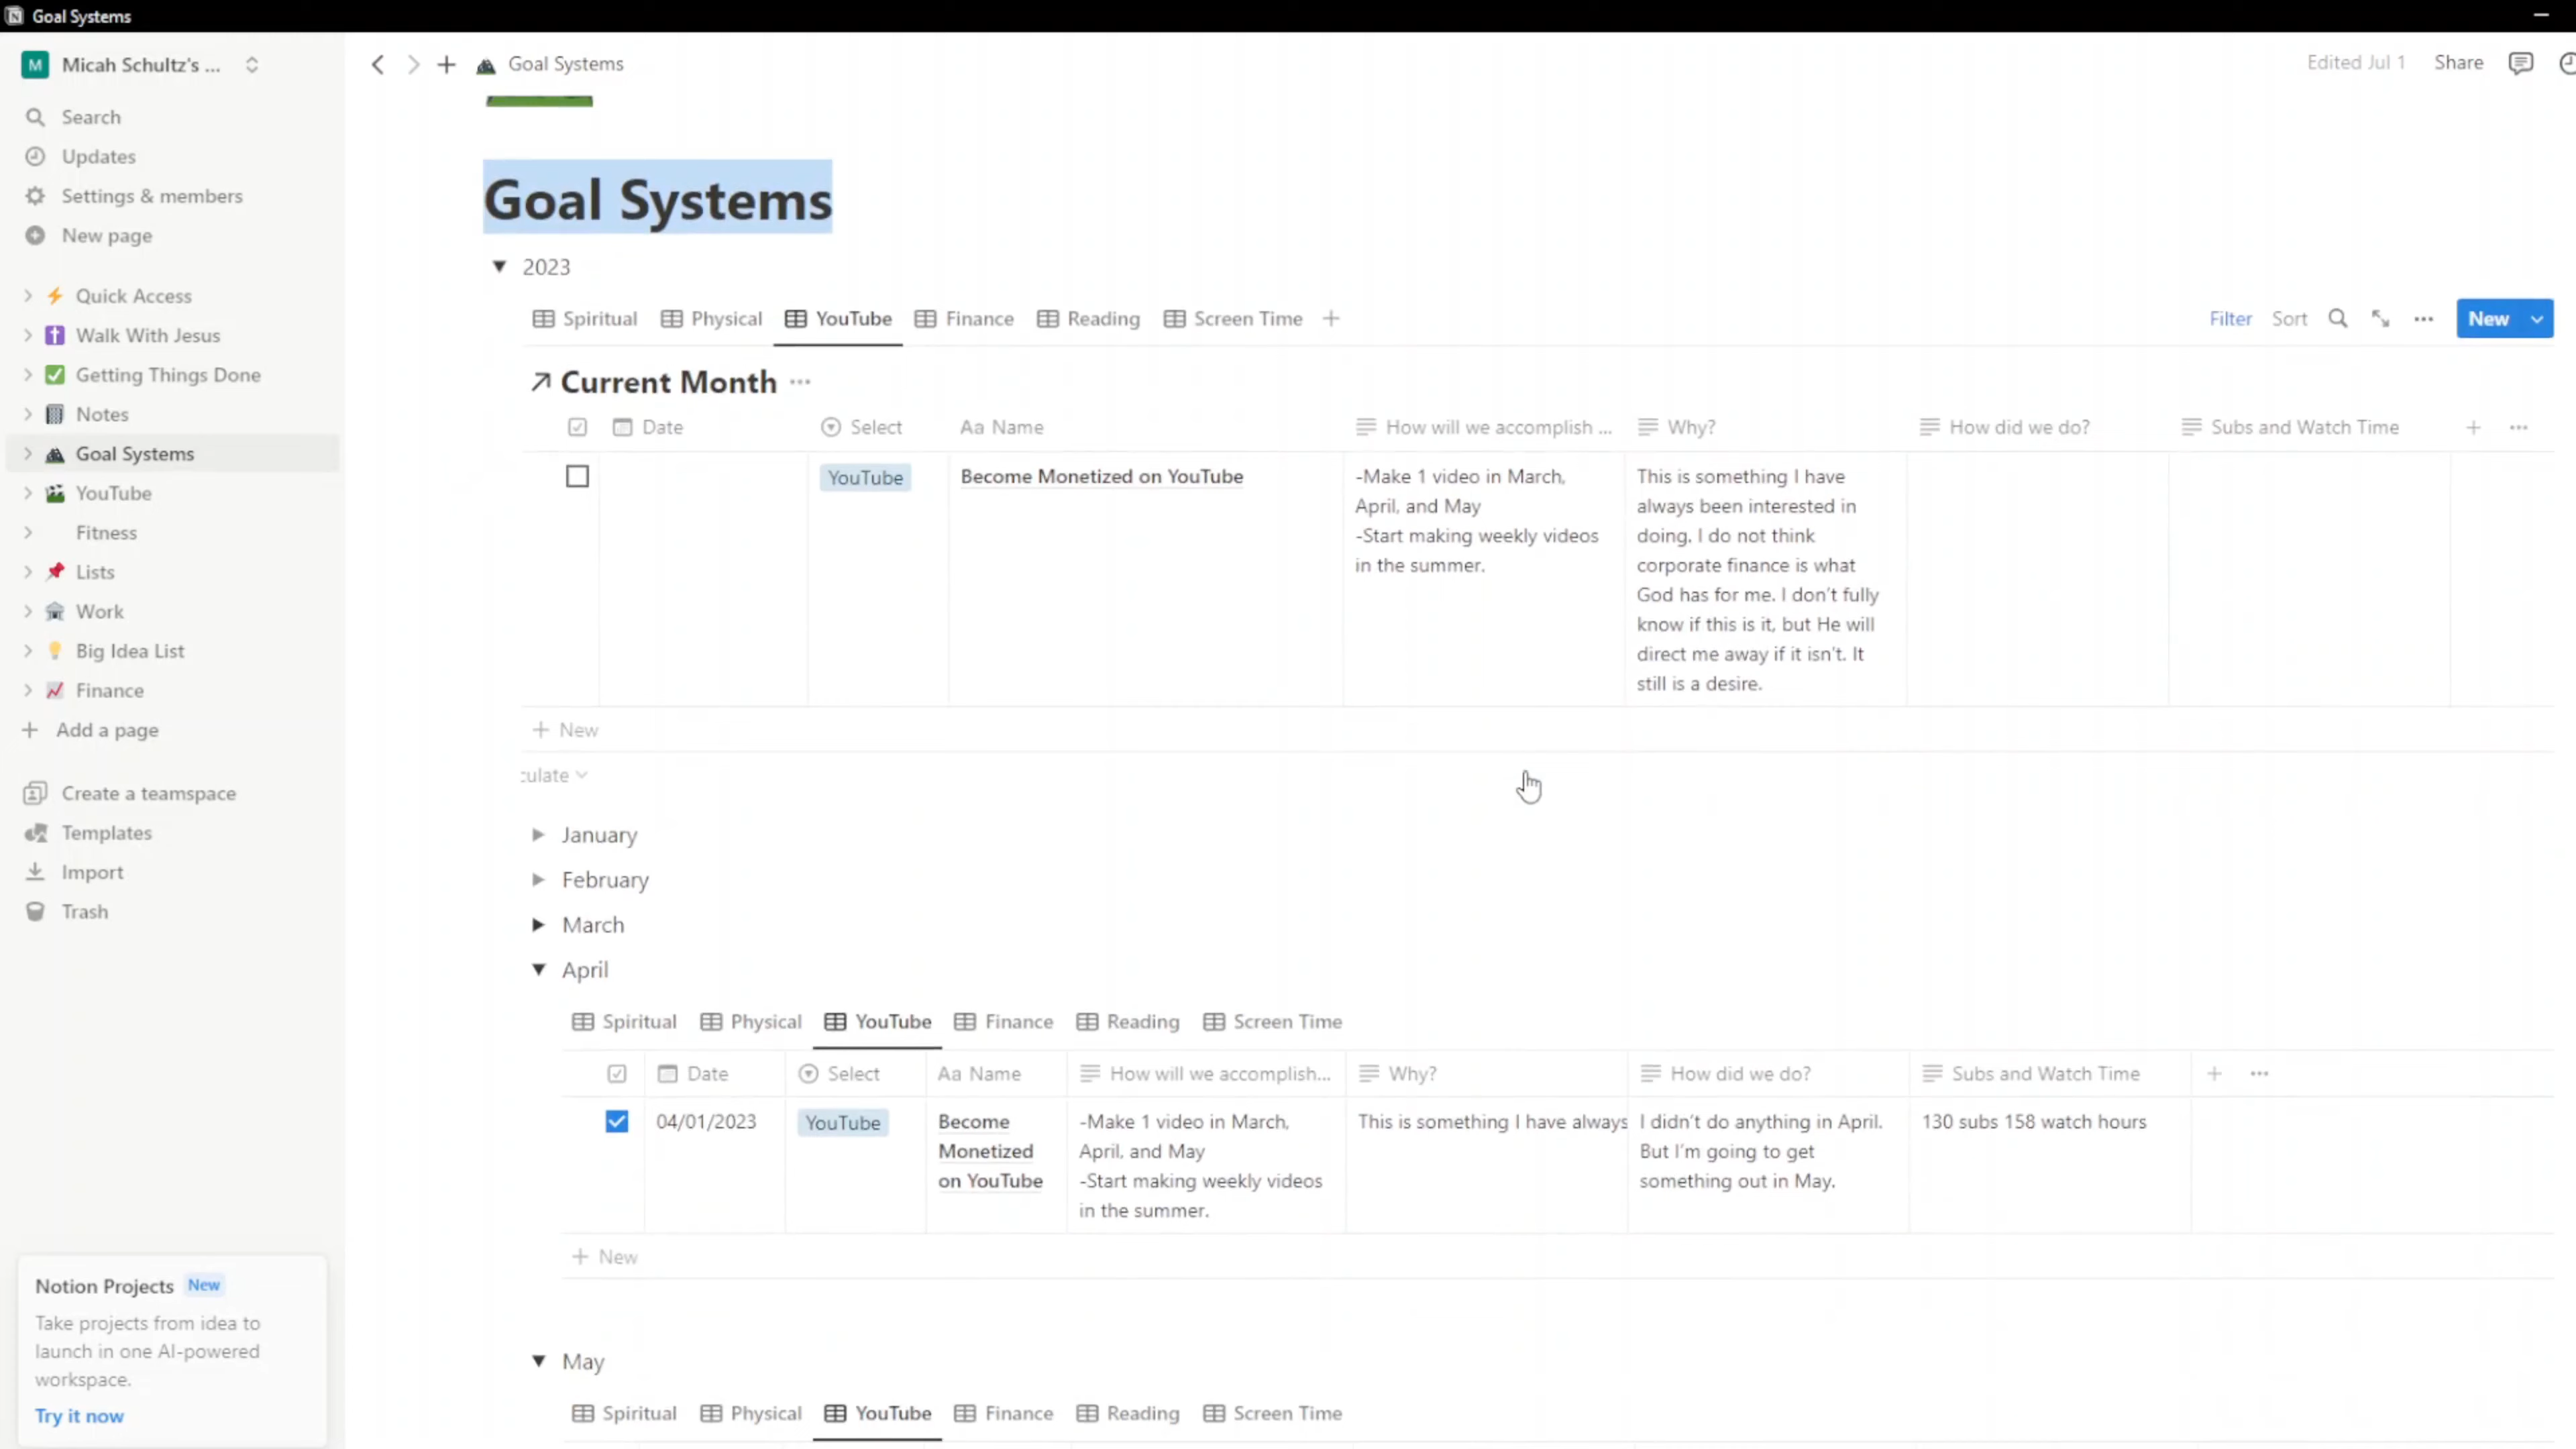 Goal Systems
M Micah Schultz's ...
Search
Updates
Settings & members
New page
Quick Access
Walk With Jesus
Getting Things Done
Notes
Goal Systems
YouTube
Fitness
Lists
Work
Big Idea List
Finance
Add a page
Create a teamspace
Templates
Import
Trash
Notion Projects New
Take projects from idea to
launch in one AI-powered
workspace.
Try it now
Goal Systems
Edited Jul 1 Share
Goal Systems
2023
Spiritual Physical YouTube Finance Reading Screen Time
Filter Sort New
Current Month
Date Select Aa Name How will we accomplish ... Why? How did we do? Subs and Watch Time
YouTube
Become Monetized on YouTube
-Make 1 video in March,
April, and May
-Start making weekly videos
in the summer.
This is something I have
always been interested in
doing. I do not think
corporate finance is what
God has for me. I don't fully
know if this is it, but He will
direct me away if it isn't. It
still is a desire.
New
culate
January
February
March
April
Spiritual Physical YouTube Finance Reading Screen Time
Date Select Aa Name How will we accomplish... Why? How did we do? Subs and Watch Time
04/01/2023
YouTube
Become
Monetized
on YouTube
-Make 1 video in March,
April, and May
-Start making weekly videos
in the summer.
This is something I have always
I didn't do anything in April.
But I'm going to get
something out in May.
130 subs 158 watch hours
New
May
Spiritual Physical YouTube Finance Reading Screen Time